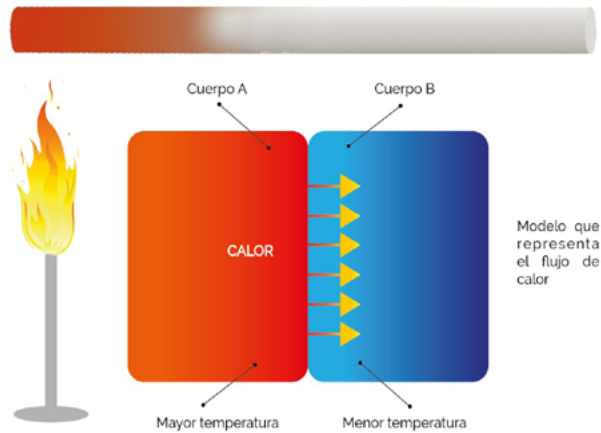 Cuerpo A
Cuerpo B
CALOR
Modelo que
representa
el flujo de
calor
Mayor temperatura
Menor temperatura